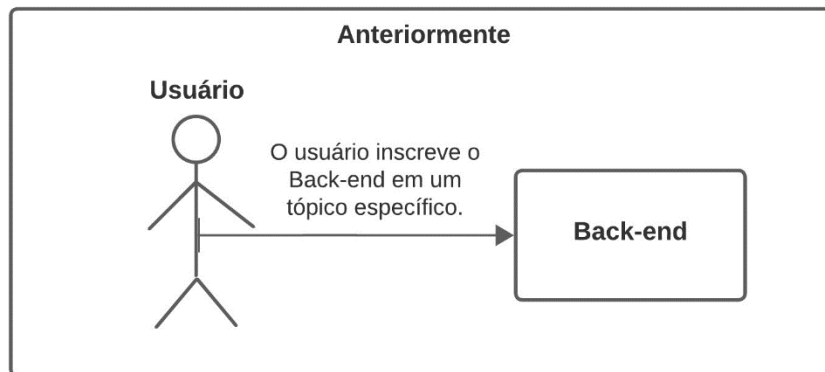 Anteriormente
Usuário
O usuário inscreve o
Back-end em um
tópico específico.
Back-end